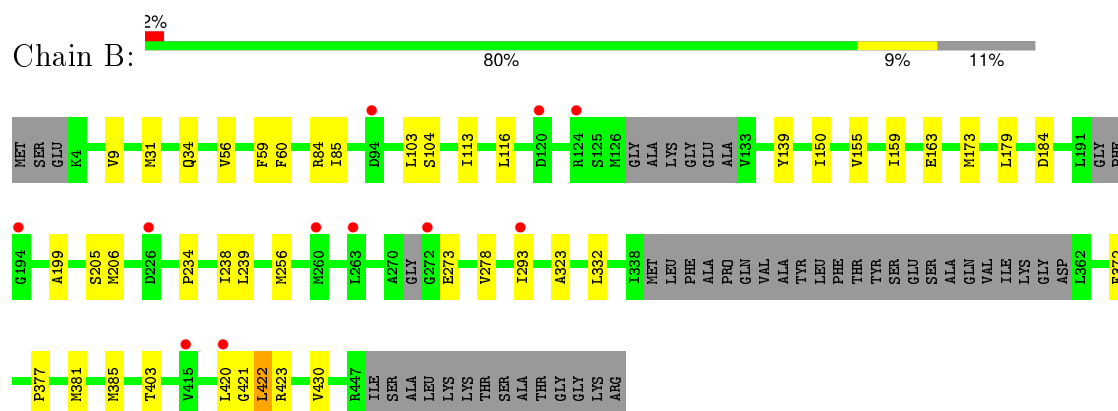 2%
Chain B:
80% 9% 11%
MET SER GLU K4 V9 M31 Q34 V56 F59 F60 R84 I85 D94 L103 S104 I113 L116 D120 R124 S125 M126 GLY ALA LYS GLY GLU ALA V133 Y139 I150 V155 I159 E163 M173 L179 D184 L191 GLY PHE
G194 A199 S205 M206 D226 P234 I238 L239 M256 M260 L263 A270 GLY G272 E273 V278 I293 A323 L332 I338 MET LEU PHE ALA PRO GLN VAL ALA TYR LEU PHE THR TYR SER GLU SER ALA GLN VAL ILE LYS GLY ASP L362
P377 M381 M385 T403 V415 L420 G421 L422 R423 V430 R447 ILE SER ALA LEU LYS LYS THR SER ALA THR GLY GLY LYS ARG